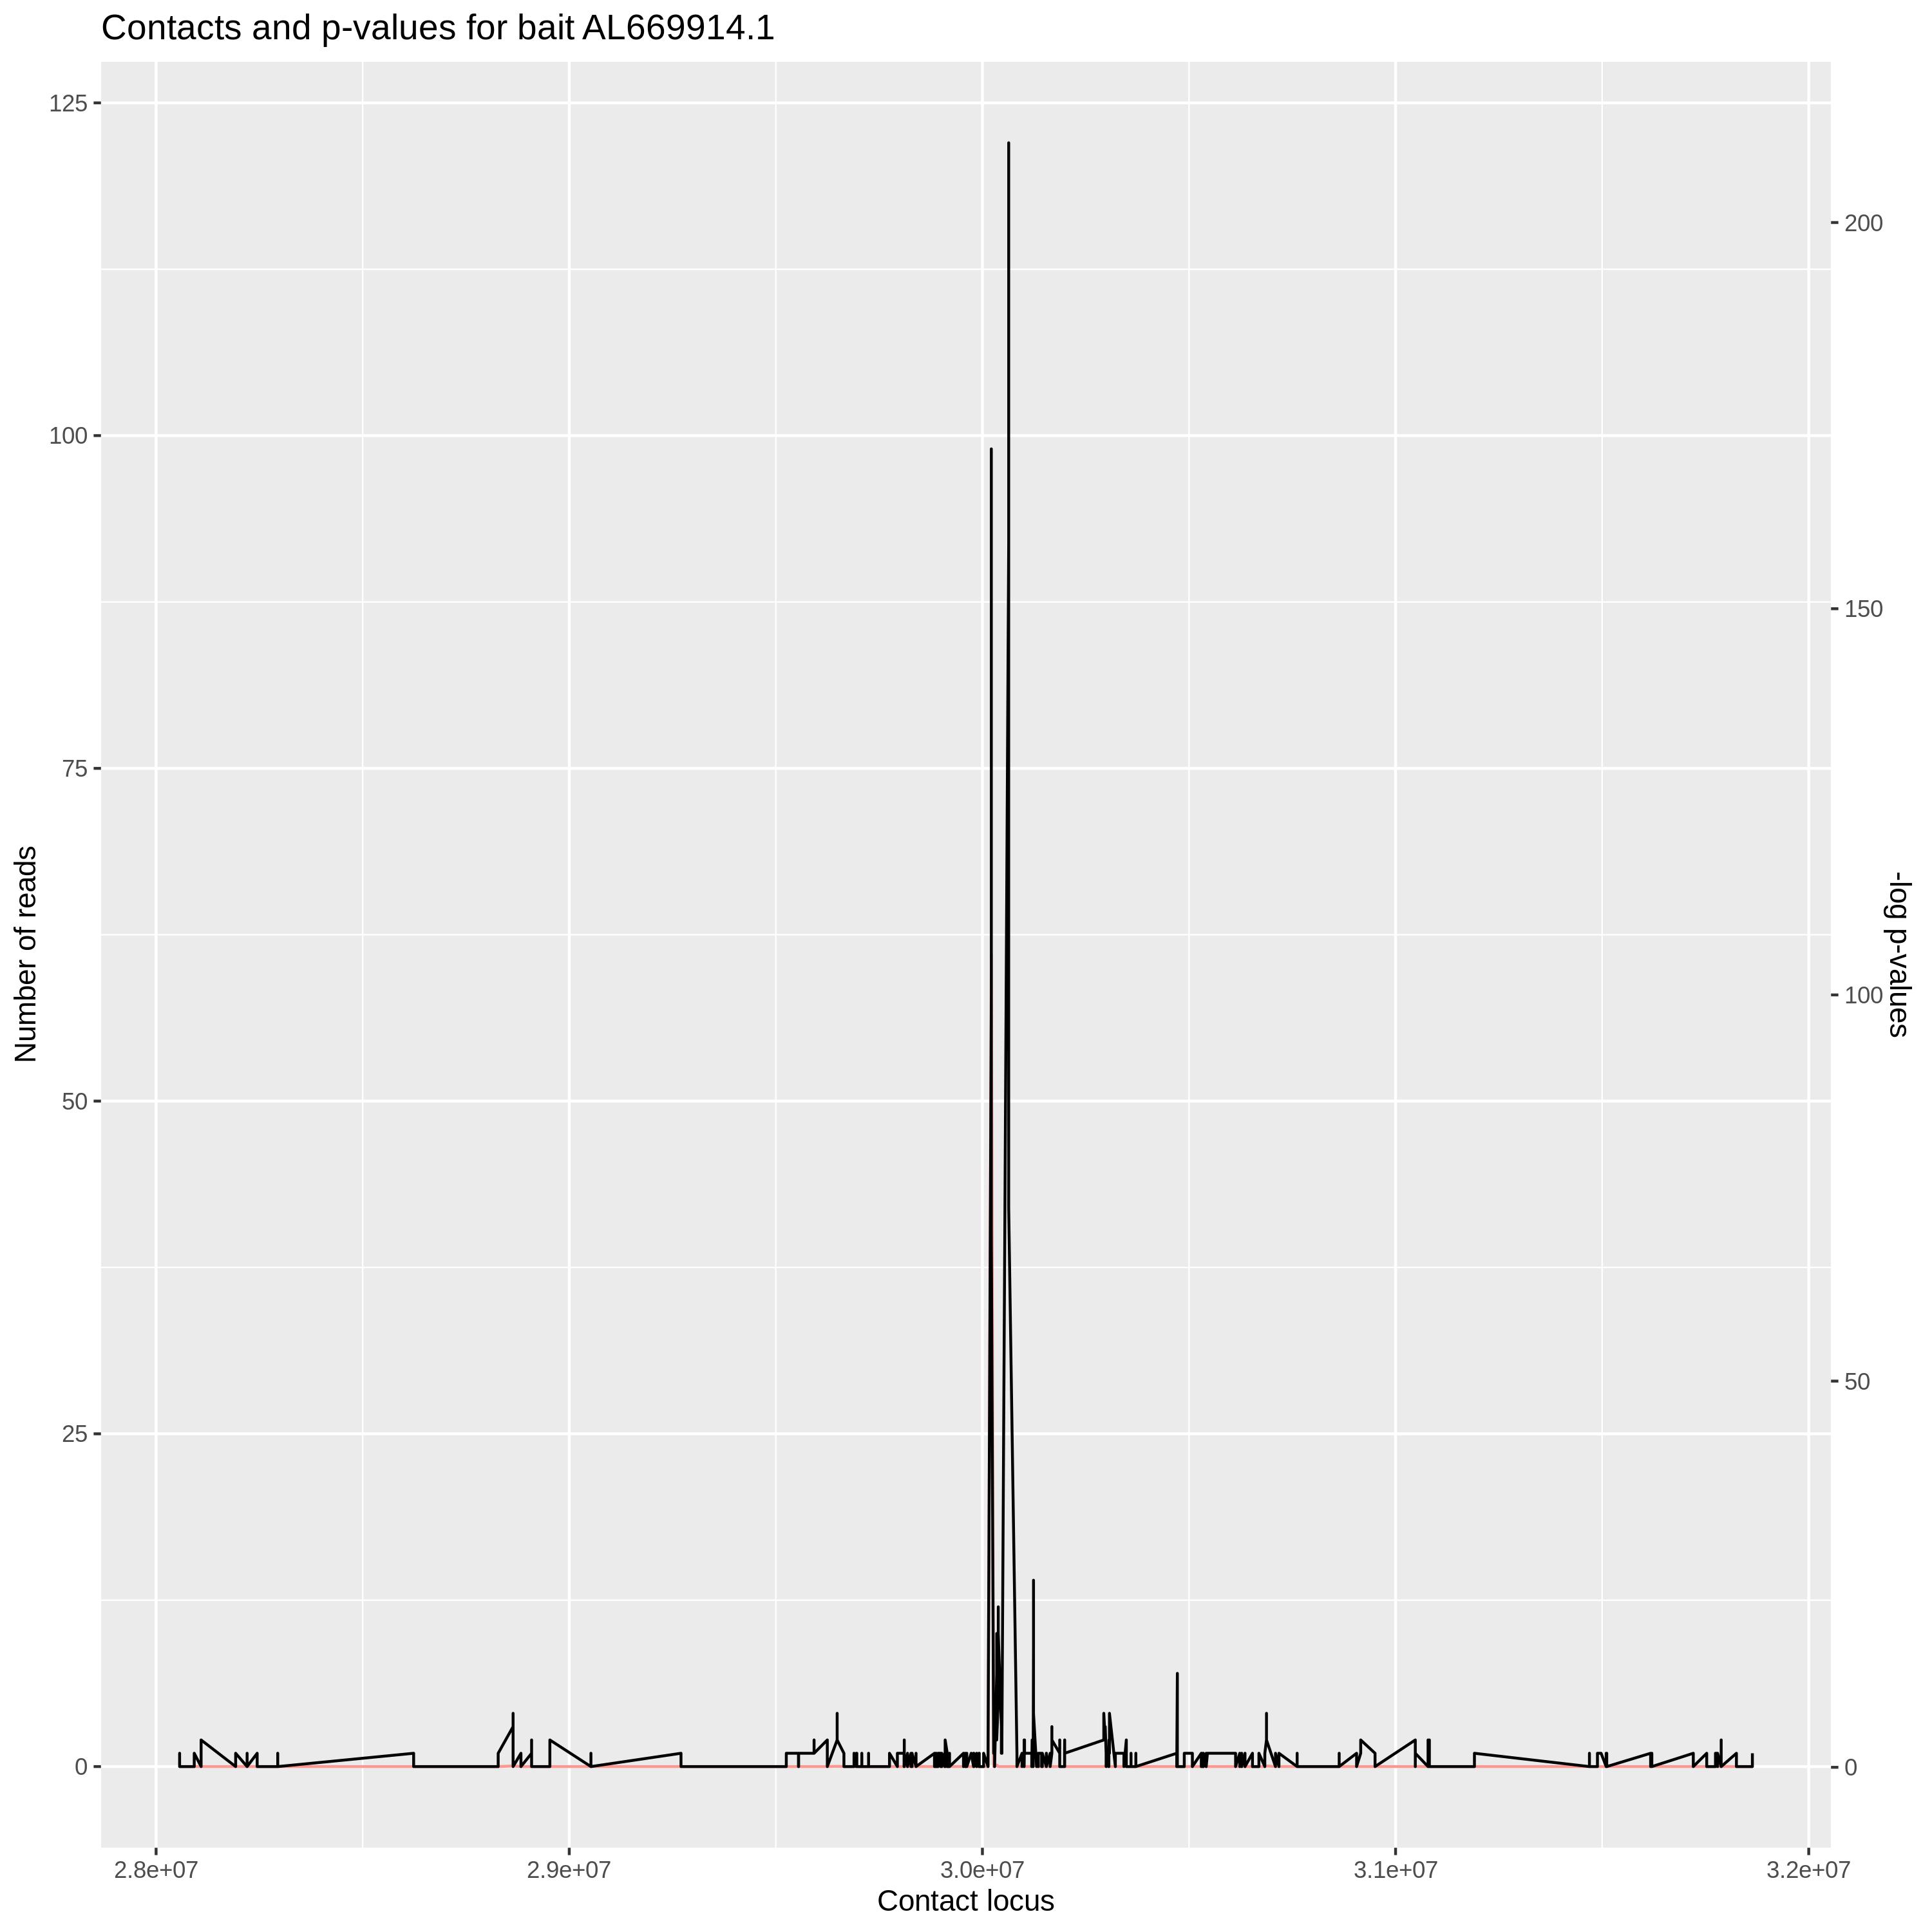 Contacts and p-values for bait AL669914.1
125
100
75
50
25
0
Number of reads
200
150
100
50
0
-log p-values
2.8e+07
2.9e+07
3.0e+07
3.1e+07
3.2e+07
Contact locus